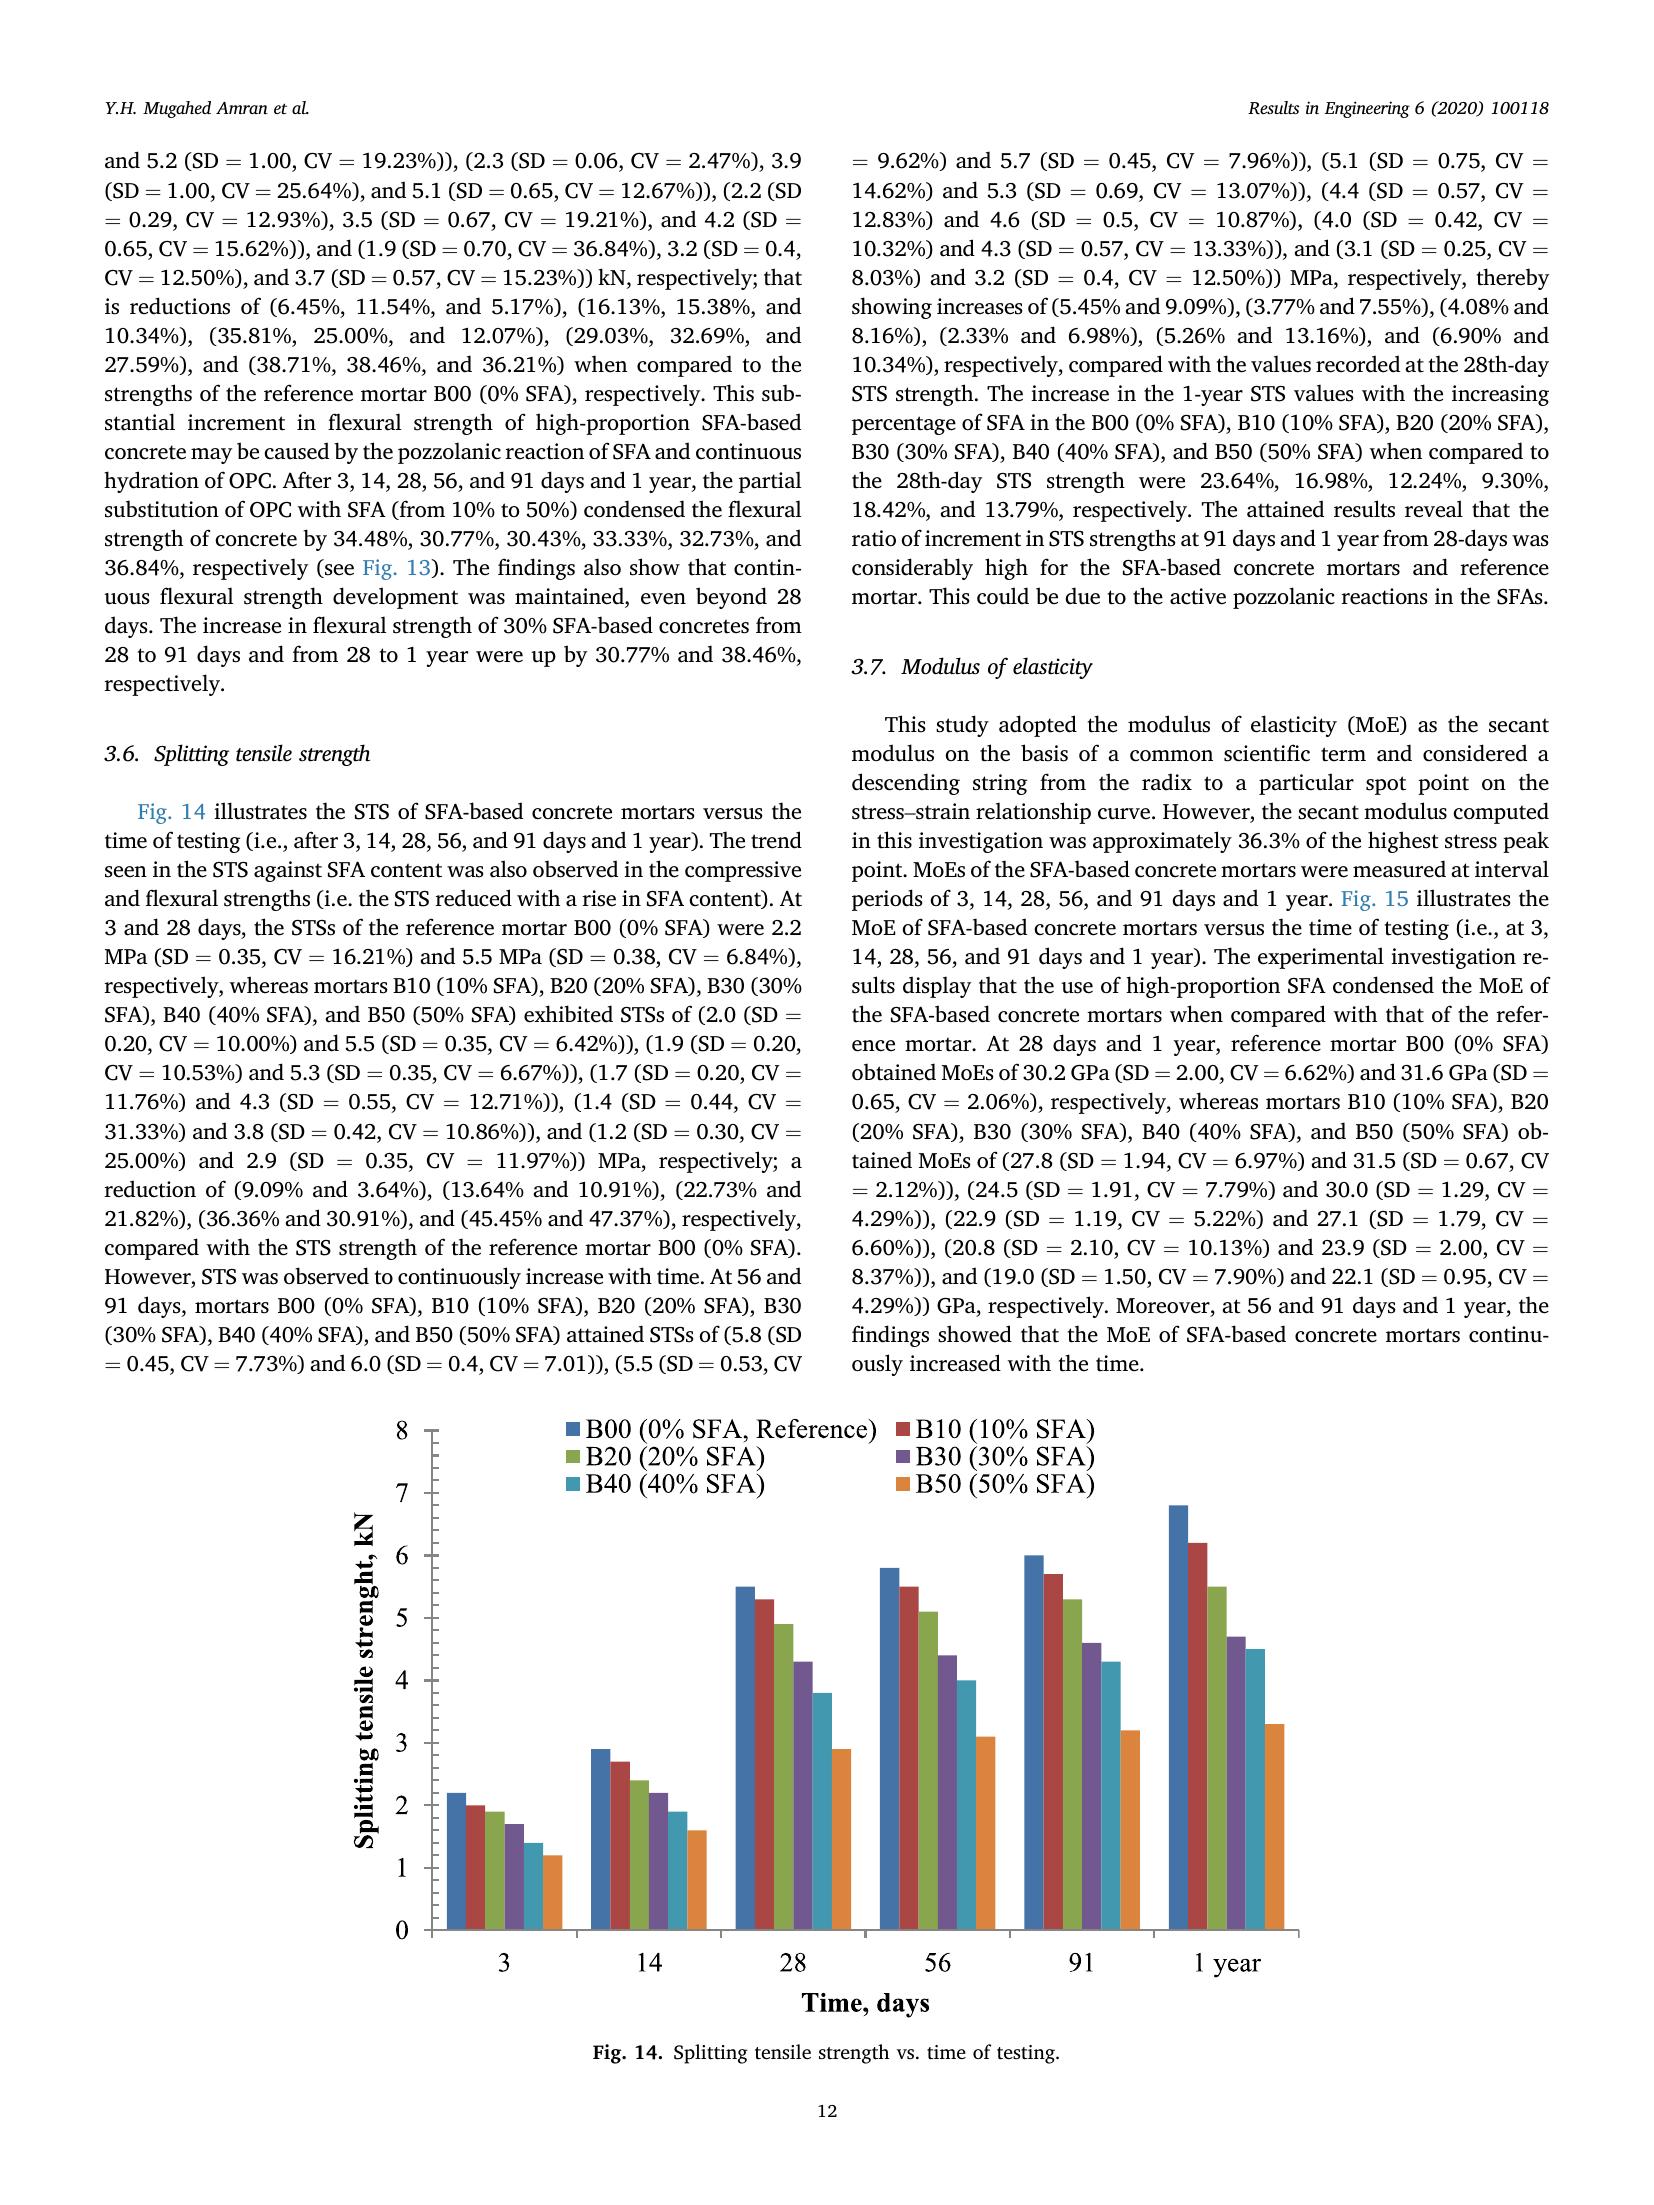 Y.H. Mugahed Amran et al.
Results in Engineering 6 (2020) 100118
and 5.2 (SD = 1.00, CV = 19.23%)), (2.3 (SD = 0.06, CV = 2.47%), 3.9
(SD = 1.00, CV = 25.64%), and 5.1 (SD = 0.65, CV = 12.67%)), (2.2 (SD
= 0.29, CV = 12.93%), 3.5 (SD = 0.67, CV = 19.21%), and 4.2 (SD =
0.65, CV = 15.62%)), and (1.9 (SD = 0.70, CV = 36.84%), 3.2 (SD = 0.4,
CV = 12.50%), and 3.7 (SD = 0.57, CV = 15.23%)) kN, respectively; that
is reductions of (6.45%, 11.54%, and 5.17%), (16.13%, 15.38%, and
10.34%), (35.81%, 25.00%, and 12.07%), (29.03%, 32.69%, and
27.59%), and (38.71%, 38.46%, and 36.21%) when compared to the
strengths of the reference mortar B00 (0% SFA), respectively. This sub-
stantial increment in flexural strength of high-proportion SFA-based
concrete may be caused by the pozzolanic reaction of SFA and continuous
hydration of OPC. After 3, 14, 28, 56, and 91 days and 1 year, the partial
substitution of OPC with SFA (from 10% to 50%) condensed the flexural
strength of concrete by 34.48%, 30.77%, 30.43%, 33.33%, 32.73%, and
36.84%, respectively (see Fig. 13). The findings also show that contin-
uous flexural strength development was maintained, even beyond 28
days. The increase in flexural strength of 30% SFA-based concretes from
28 to 91 days and from 28 to 1 year were up by 30.77% and 38.46%,
respectively.
3.6. Splitting tensile strength
Fig. 14 illustrates the STS of SFA-based concrete mortars versus the
time of testing (i.e., after 3, 14, 28, 56, and 91 days and 1 year). The trend
seen in the STS against SFA content was also observed in the compressive
and flexural strengths (i.e. the STS reduced with a rise in SFA content). At
3 and 28 days, the STSs of the reference mortar B00 (0% SFA) were 2.2
MPa (SD = 0.35, CV = 16.21%) and 5.5 MPa (SD = 0.38, CV = 6.84%),
respectively, whereas mortars B10 (10% SFA), B20 (20% SFA), B30 (30%
SFA), B40 (40% SFA), and B50 (50% SFA) exhibited STSs of (2.0 (SD =
0.20, CV = 10.00%) and 5.5 (SD = 0.35, CV = 6.42%)), (1.9 (SD = 0.20,
CV = 10.53%) and 5.3 (SD = 0.35, CV = 6.67%)), (1.7 (SD = 0.20, CV =
11.76%) and 4.3 (SD = 0.55, CV = 12.71%)), (1.4 (SD = 0.44, CV =
31.33%) and 3.8 (SD = 0.42, CV = 10.86%)), and (1.2 (SD = 0.30, CV =
25.00%) and 2.9 (SD = 0.35, CV = 11.97%)) MPa, respectively; a
reduction of (9.09% and 3.64%), (13.64% and 10.91%), (22.73% and
21.82%), (36.36% and 30.91%), and (45.45% and 47.37%), respectively,
compared with the STS strength of the reference mortar B00 (0% SFA).
However, STS was observed to continuously increase with time. At 56 and
91 days, mortars B00 (0% SFA), B10 (10% SFA), B20 (20% SFA), B30
(30% SFA), B40 (40% SFA), and B50 (50% SFA) attained STSs of (5.8 (SD
= 0.45, CV = 7.73%) and 6.0 (SD = 0.4, CV = 7.01)), (5.5 (SD = 0.53, CV
= 9.62%) and 5.7 (SD = 0.45, CV = 7.96%)), (5.1 (SD = 0.75, CV =
14.62%) and 5.3 (SD = 0.69, CV = 13.07%)), (4.4 (SD = 0.57, CV =
12.83%) and 4.6 (SD = 0.5, CV = 10.87%), (4.0 (SD = 0.42, CV =
10.32%) and 4.3 (SD = 0.57, CV = 13.33%)), and (3.1 (SD = 0.25, CV =
8.03%) and 3.2 (SD = 0.4, CV = 12.50%)) MPa, respectively, thereby
showing increases of (5.45% and 9.09%), (3.77% and 7.55%), (4.08% and
8.16%), (2.33% and 6.98%), (5.26% and 13.16%), and (6.90% and
10.34%), respectively, compared with the values recorded at the 28th-day
STS strength. The increase in the 1-year STS values with the increasing
percentage of SFA in the B00 (0% SFA), B10 (10% SFA), B20 (20% SFA),
B30 (30% SFA), B40 (40% SFA), and B50 (50% SFA) when compared to
the 28th-day STS strength were 23.64%, 16.98%, 12.24%, 9.30%,
18.42%, and 13.79%, respectively. The attained results reveal that the
ratio of increment in STS strengths at 91 days and 1 year from 28-days was
considerably high for the SFA-based concrete mortars and reference
mortar. This could be due to the active pozzolanic reactions in the SFAs.
3.7. Modulus of elasticity
This study adopted the modulus of elasticity (MoE) as the secant
modulus on the basis of a common scientific term and considered a
descending string from the radix to a particular spot point on the
stress–strain relationship curve. However, the secant modulus computed
in this investigation was approximately 36.3% of the highest stress peak
point. MoEs of the SFA-based concrete mortars were measured at interval
periods of 3, 14, 28, 56, and 91 days and 1 year. Fig. 15 illustrates the
MoE of SFA-based concrete mortars versus the time of testing (i.e., at 3,
14, 28, 56, and 91 days and 1 year). The experimental investigation re-
sults display that the use of high-proportion SFA condensed the MoE of
the SFA-based concrete mortars when compared with that of the refer-
ence mortar. At 28 days and 1 year, reference mortar B00 (0% SFA)
obtained MoEs of 30.2 GPa (SD = 2.00, CV = 6.62%) and 31.6 GPa (SD =
0.65, CV = 2.06%), respectively, whereas mortars B10 (10% SFA), B20
(20% SFA), B30 (30% SFA), B40 (40% SFA), and B50 (50% SFA) ob-
tained MoEs of (27.8 (SD = 1.94, CV = 6.97%) and 31.5 (SD = 0.67, CV
= 2.12%)), (24.5 (SD = 1.91, CV = 7.79%) and 30.0 (SD = 1.29, CV =
4.29%)), (22.9 (SD = 1.19, CV = 5.22%) and 27.1 (SD = 1.79, CV =
6.60%)), (20.8 (SD = 2.10, CV = 10.13%) and 23.9 (SD = 2.00, CV =
8.37%)), and (19.0 (SD = 1.50, CV = 7.90%) and 22.1 (SD = 0.95, CV =
4.29%)) GPa, respectively. Moreover, at 56 and 91 days and 1 year, the
findings showed that the MoE of SFA-based concrete mortars continu-
ously increased with the time.
B00 (0% SFA, Reference) B10 (10% SFA)
B20 (20% SFA) B30 (30% SFA)
B40 (40% SFA) B50 (50% SFA)
Splitting tensile strenght, kN
8
7
6
5
4
3
2
1
0
3 14 28 56 91 1 year
Time, days
Fig. 14. Splitting tensile strength vs. time of testing.
12